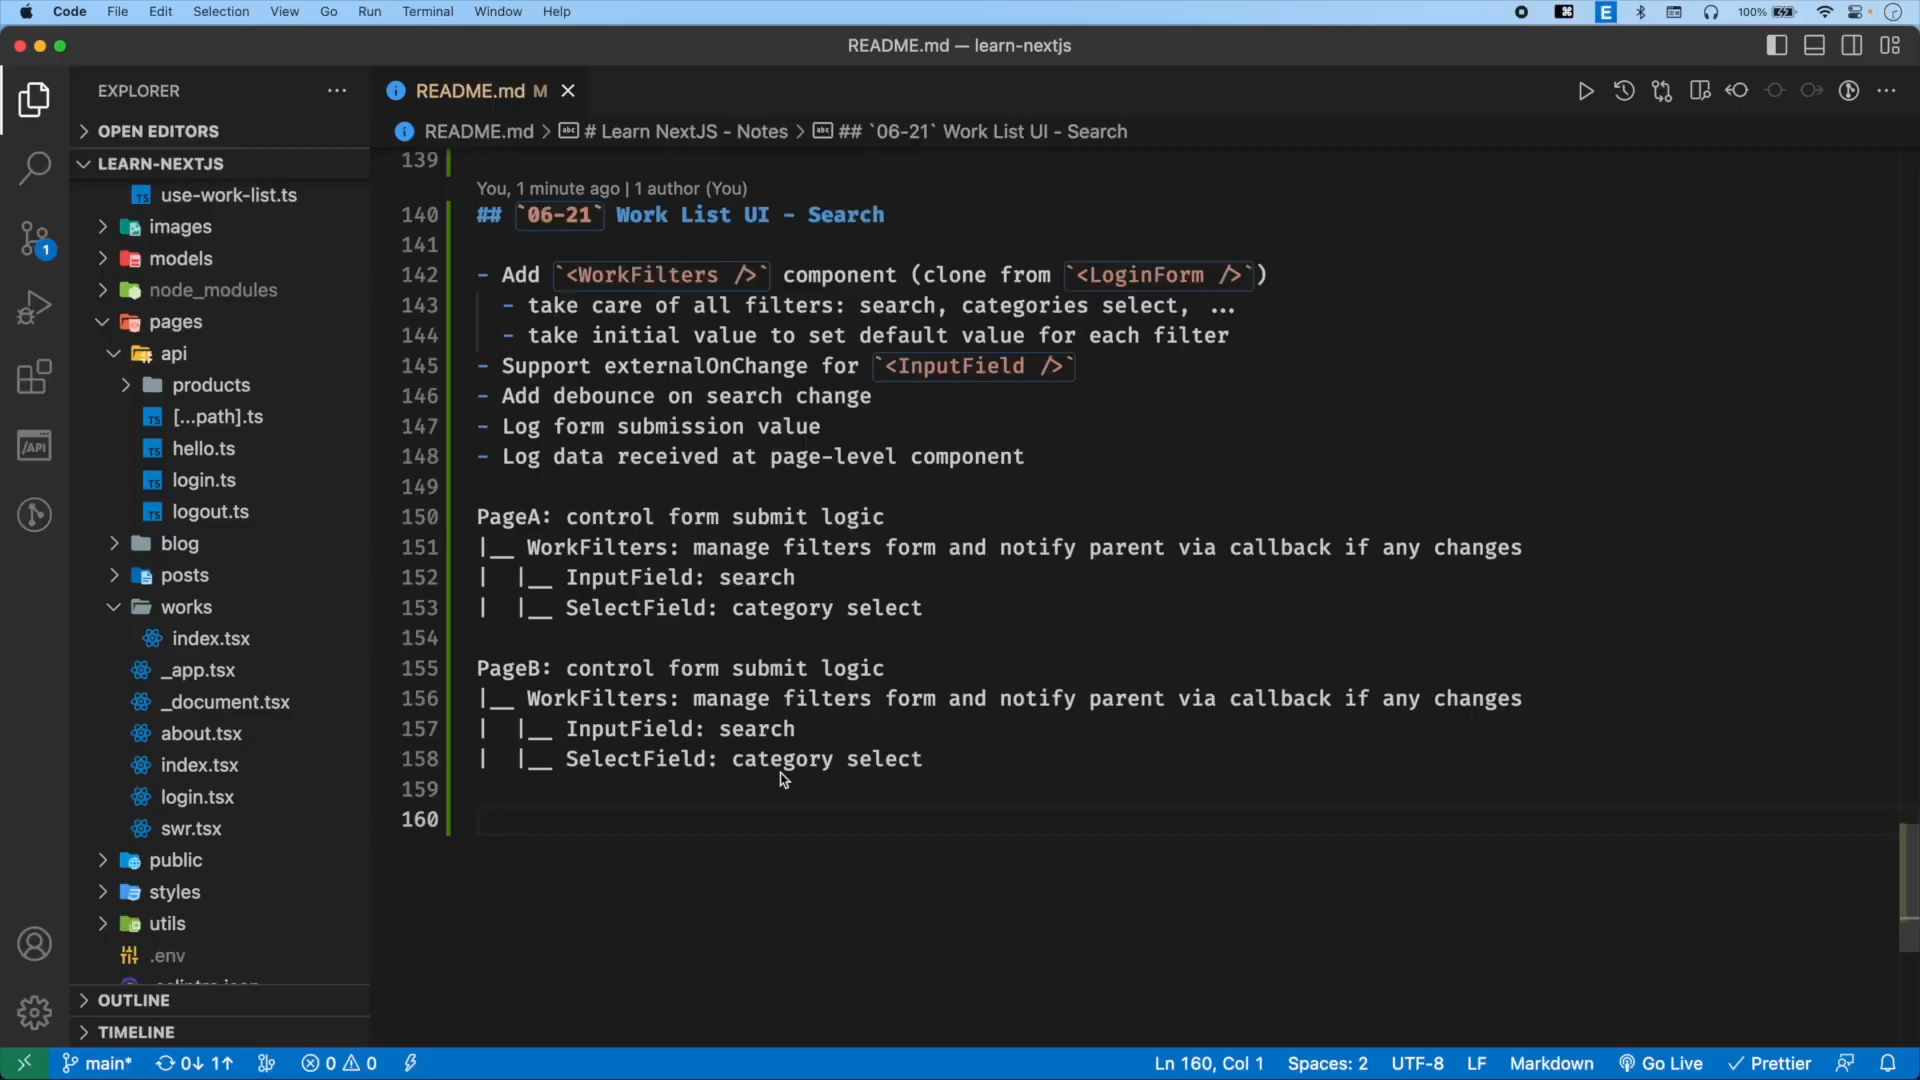 Code File Edit Selection View Go Run Terminal Window Help
E
100%
README.md — learn-nextjs
EXPLORER
README.md M
OPEN EDITORS
README.md > # Learn NextJS - Notes > ## `06-21` Work List UI - Search
LEARN-NEXTJS
use-work-list.ts
images
models
node_modules
pages
api
products
[...path].ts
hello.ts
login.ts
logout.ts
blog
posts
works
index.tsx
_app.tsx
_document.tsx
about.tsx
index.tsx
login.tsx
swr.tsx
public
styles
utils
.env
OUTLINE
TIMELINE
1
/API
139
You, 1 minute ago | 1 author (You)
140 ## `06-21` Work List UI - Search
141
142 - Add `<WorkFilters />` component (clone from `<LoginForm />`)
143 - take care of all filters: search, categories select, ...
144 - take initial value to set default value for each filter
145 - Support externalOnChange for `<InputField />`
146 - Add debounce on search change
147 - Log form submission value
148 - Log data received at page-level component
149
150 PageA: control form submit logic
151 |__ WorkFilters: manage filters form and notify parent via callback if any changes
152 | |__ InputField: search
153 | |__ SelectField: category select
154
155 PageB: control form submit logic
156 |__ WorkFilters: manage filters form and notify parent via callback if any changes
157 | |__ InputField: search
158 | |__ SelectField: category select
159
160
main* 0↓ 1↑ 0 0 Ln 160, Col 1 Spaces: 2 UTF-8 LF Markdown Go Live Prettier